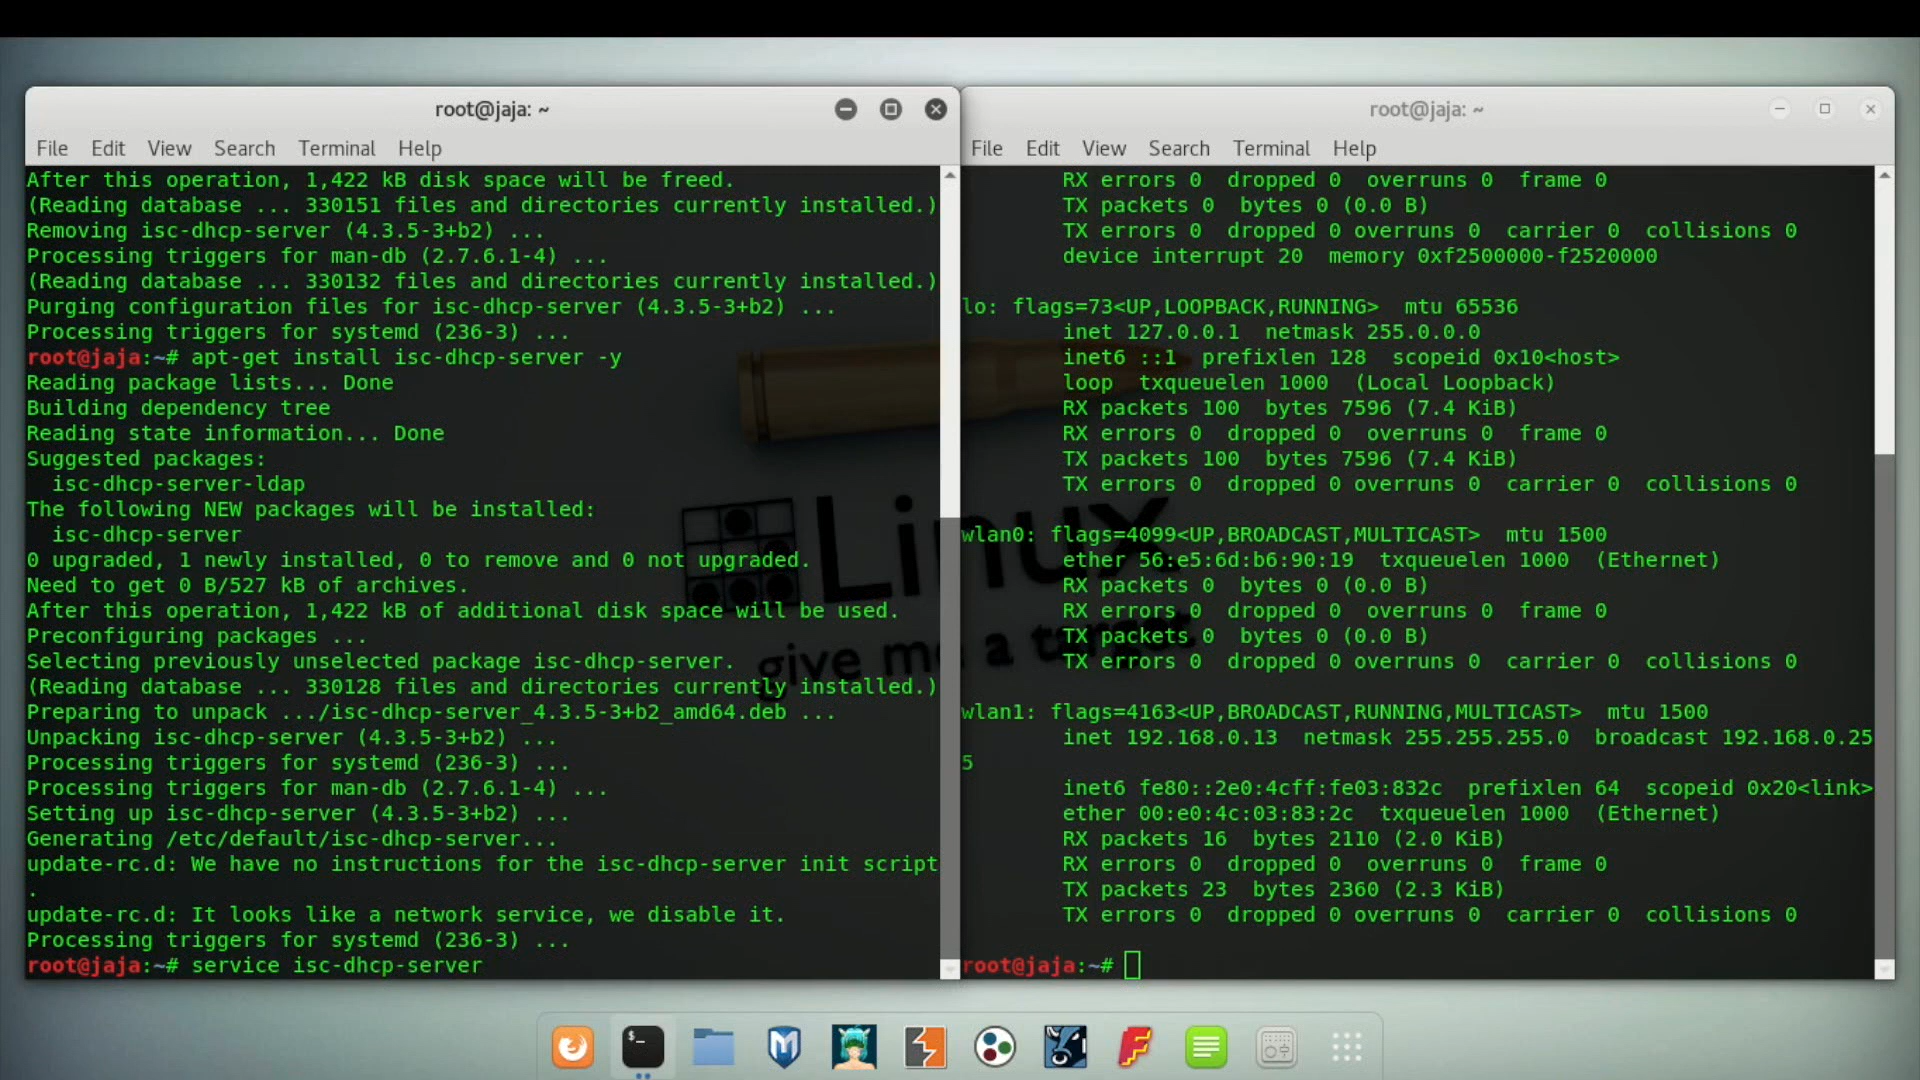 root@jaja: ~
File Edit View Search Terminal Help
After this operation, 1,422 kB disk space will be freed.
(Reading database ... 330151 files and directories currently installed.)
Removing isc-dhcp-server (4.3.5-3+b2) ...
Processing triggers for man-db (2.7.6.1-4) ...
(Reading database ... 330132 files and directories currently installed.)
Purging configuration files for isc-dhcp-server (4.3.5-3+b2) ...
Processing triggers for systemd (236-3) ...
root@jaja:~# apt-get install isc-dhcp-server -y
Reading package lists... Done
Building dependency tree
Reading state information... Done
Suggested packages:
  isc-dhcp-server-ldap
The following NEW packages will be installed:
  isc-dhcp-server
0 upgraded, 1 newly installed, 0 to remove and 0 not upgraded.
Need to get 0 B/527 kB of archives.
After this operation, 1,422 kB of additional disk space will be used.
Preconfiguring packages ...
Selecting previously unselected package isc-dhcp-server.
(Reading database ... 330128 files and directories currently installed.)
Preparing to unpack .../isc-dhcp-server_4.3.5-3+b2_amd64.deb ...
Unpacking isc-dhcp-server (4.3.5-3+b2) ...
Processing triggers for systemd (236-3) ...
Processing triggers for man-db (2.7.6.1-4) ...
Setting up isc-dhcp-server (4.3.5-3+b2) ...
Generating /etc/default/isc-dhcp-server...
update-rc.d: We have no instructions for the isc-dhcp-server init script
.
update-rc.d: It looks like a network service, we disable it.
Processing triggers for systemd (236-3) ...
root@jaja:~# service isc-dhcp-server
root@jaja: ~
File Edit View Search Terminal Help
RX errors 0  dropped 0  overruns 0  frame 0
TX packets 0  bytes 0 (0.0 B)
TX errors 0  dropped 0 overruns 0  carrier 0  collisions 0
device interrupt 20  memory 0xf2500000-f2520000
lo: flags=73<UP,LOOPBACK,RUNNING>  mtu 65536
inet 127.0.0.1  netmask 255.0.0.0
inet6 ::1  prefixlen 128  scopeid 0x10<host>
loop  txqueuelen 1000  (Local Loopback)
RX packets 100  bytes 7596 (7.4 KiB)
RX errors 0  dropped 0  overruns 0  frame 0
TX packets 100  bytes 7596 (7.4 KiB)
TX errors 0  dropped 0 overruns 0  carrier 0  collisions 0
wlan0: flags=4099<UP,BROADCAST,MULTICAST>  mtu 1500
ether 56:e5:6d:b6:90:19  txqueuelen 1000  (Ethernet)
RX packets 0  bytes 0 (0.0 B)
RX errors 0  dropped 0  overruns 0  frame 0
TX packets 0  bytes 0 (0.0 B)
TX errors 0  dropped 0 overruns 0  carrier 0  collisions 0
wlan1: flags=4163<UP,BROADCAST,RUNNING,MULTICAST>  mtu 1500
inet 192.168.0.13  netmask 255.255.255.0  broadcast 192.168.0.25
5
inet6 fe80::2e0:4cff:fe03:832c  prefixlen 64  scopeid 0x20<link>
ether 00:e0:4c:03:83:2c  txqueuelen 1000  (Ethernet)
RX packets 16  bytes 2110 (2.0 KiB)
RX errors 0  dropped 0  overruns 0  frame 0
TX packets 23  bytes 2360 (2.3 KiB)
TX errors 0  dropped 0 overruns 0  carrier 0  collisions 0
root@jaja:~#
Linux
give me a target